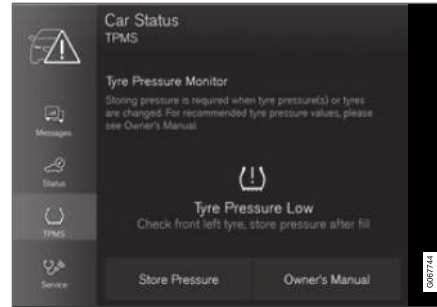 Car Status
TPMS
Tyre Pressure Monitor
Storing pressure is required when tyre pressure(s) or tyres
are changed. For recommended tyre pressure values, please
see Owner's Manual.
Messages
Status
TPMS
Service
Tyre Pressure Low
Check front left tyre, store pressure after fill
Store Pressure
Owner's Manual
G067744